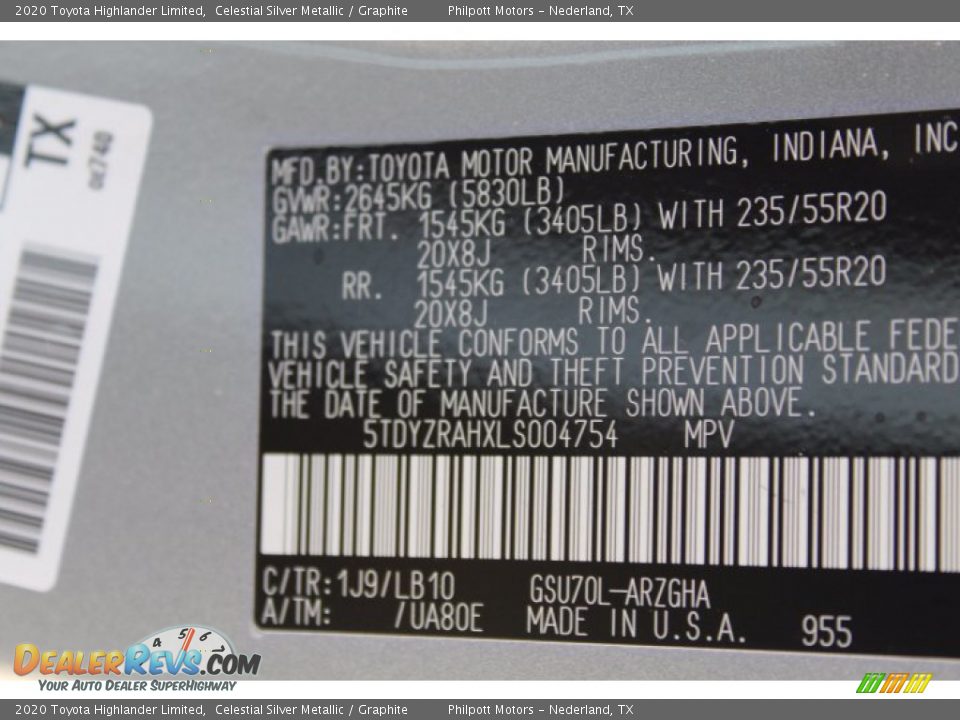 2020 Toyota Highlander Limited, Celestial Silver Metallic / Graphite Philpott Motors – Nederland, TX
TX
MFD.BY:TOYOTA MOTOR MANUFACTURING, INDIANA, INC
GVWR:2645KG (5830LB)
GAWR:FRT. 1545KG (3405LB) WITH 235/55R20
20X8J RIMS.
RR. 1545KG (3405LB) WITH 235/55R20
20X8J RIMS.
THIS VEHICLE CONFORMS TO ALL APPLICABLE FEDE
VEHICLE SAFETY AND THEFT PREVENTION STANDARD
THE DATE OF MANUFACTURE SHOWN ABOVE.
5TDYZRAHXLS004754 MPV
C/TR:1J9/LB10 GSU70L-ARZGHA
A/TM: /UA80E MADE IN U.S.A. 955
4 5 6
DEALERREVS.COM
YOUR AUTO DEALER SUPERHIGHWAY
2020 Toyota Highlander Limited, Celestial Silver Metallic / Graphite Philpott Motors – Nederland, TX